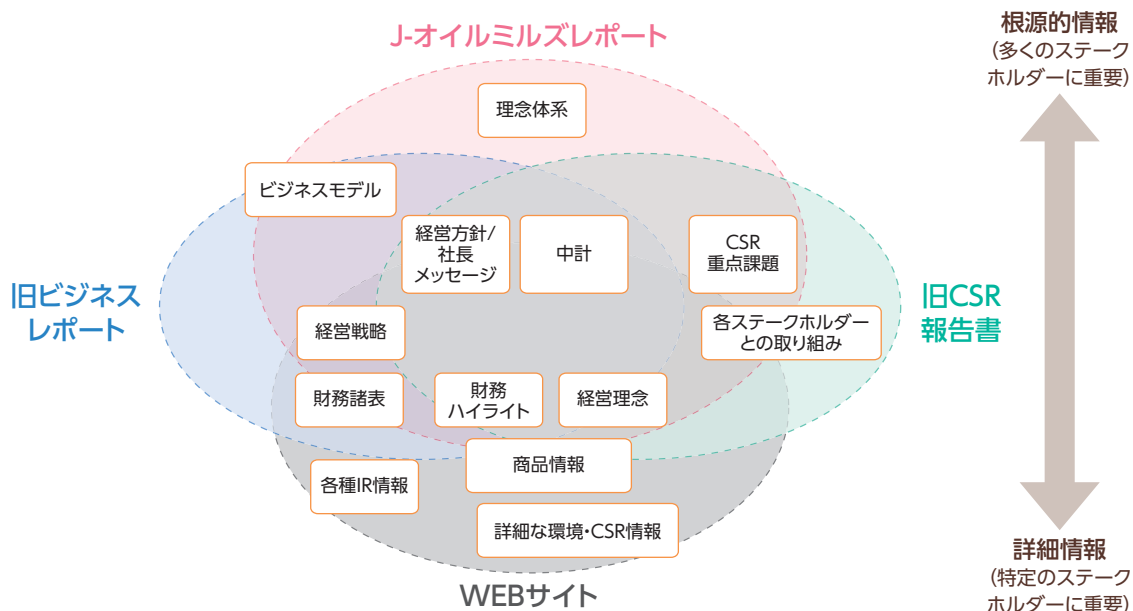 J-オイルミルズレポート
根源的情報
(多くのステーク
ホルダーに重要)
理念体系
ビジネスモデル
経営方針/
社長
メッセージ
中計
CSR
重点課題
旧ビジネス
レポート
旧CSR
報告書
経営戦略
各ステークホルダー
との取り組み
財務諸表
財務
ハイライト
経営理念
商品情報
各種IR情報
詳細な環境・CSR情報
WEBサイト
詳細情報
(特定のステーク
ホルダーに重要)